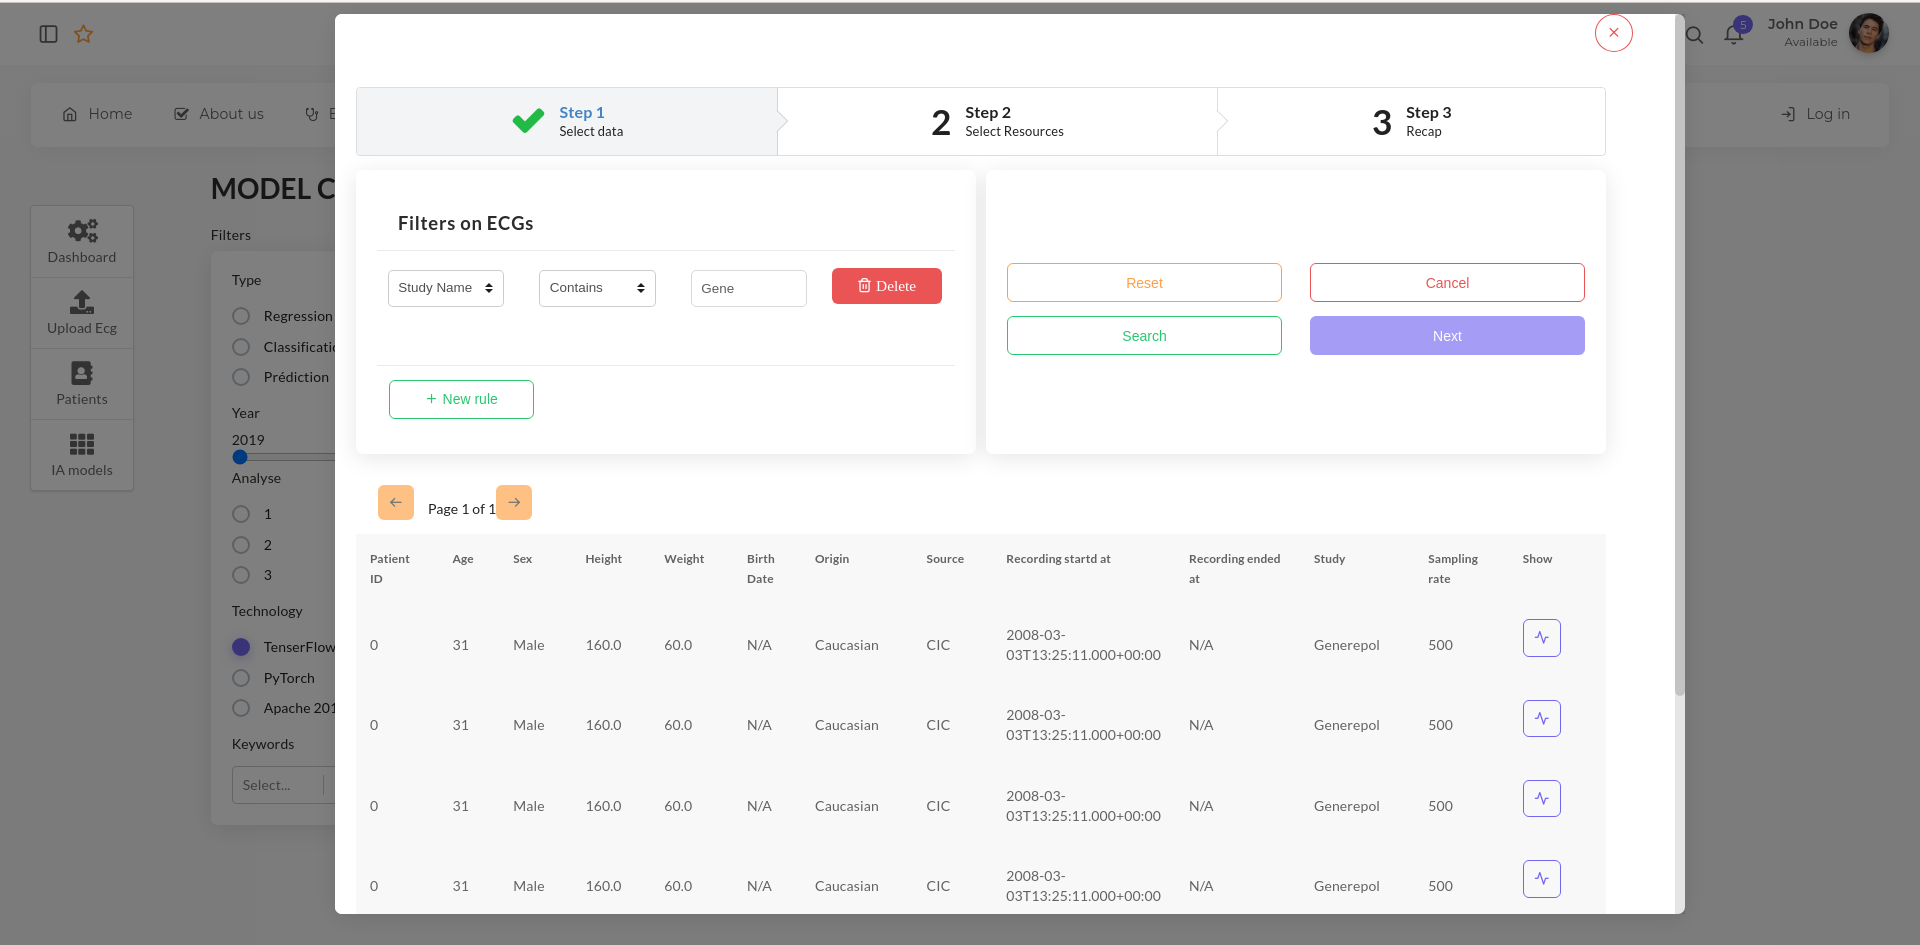 5
John Doe
Available
Home
About us
E
Log in
Step 1
Select data
2
Step 2
Select Resources
3
Step 3
Recap
MODEL C
Filters
Dashboard
Upload Ecg
Patients
IA models
Type
Regression
Classificatio
Prédiction
Year
2019
Analyse
1
2
3
Technology
TenserFlow
PyTorch
Apache 201
Keywords
Select...
Filters on ECGs
Study Name
Contains
Gene
Delete
+ New rule
Reset
Cancel
Search
Next
Page 1 of 1
Patient ID Age Sex Height Weight Birth Date Origin Source Recording startd at Recording ended at Study Sampling rate Show
0 31 Male 160.0 60.0 N/A Caucasian CIC 2008-03-03T13:25:11.000+00:00 N/A Generepol 500
0 31 Male 160.0 60.0 N/A Caucasian CIC 2008-03-03T13:25:11.000+00:00 N/A Generepol 500
0 31 Male 160.0 60.0 N/A Caucasian CIC 2008-03-03T13:25:11.000+00:00 N/A Generepol 500
0 31 Male 160.0 60.0 N/A Caucasian CIC 2008-03-03T13:25:11.000+00:00 N/A Generepol 500